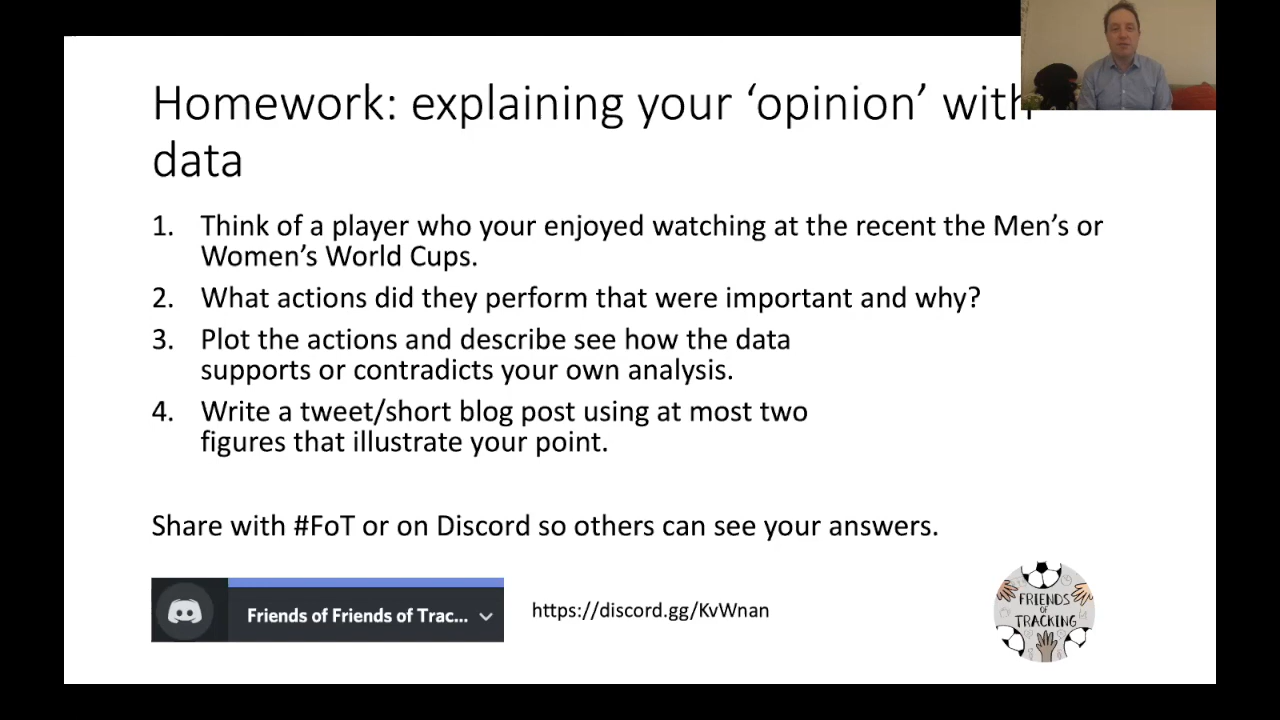 Homework: explaining your ‘opinion’ with
data
1. Think of a player who your enjoyed watching at the recent the Men’s or
Women’s World Cups.
2. What actions did they perform that were important and why?
3. Plot the actions and describe see how the data
supports or contradicts your own analysis.
4. Write a tweet/short blog post using at most two
figures that illustrate your point.
Share with #FoT or on Discord so others can see your answers.
Friends of Friends of Trac...
https://discord.gg/KvWnan
FRIENDS
OF
TRACKING